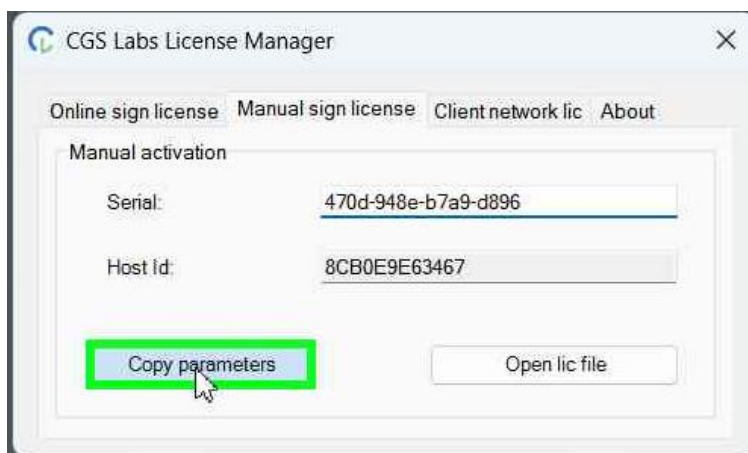 CGS Labs License Manager
Online sign license Manual sign license Client network lic About
Manual activation
Serial: 470d-948e-b7a9-d896
Host Id: 8CB0E9E63467
Copy parameters Open lic file